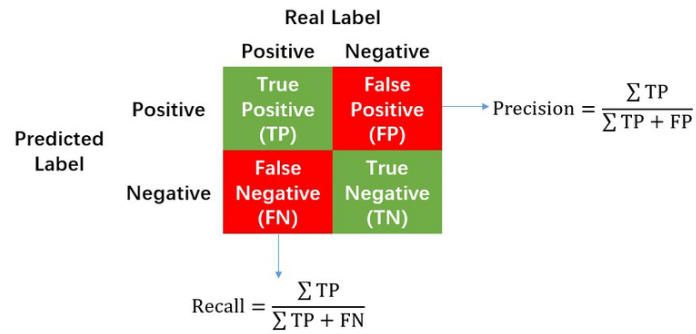 Real Label
Positive Negative
True Positive (TP)
False Positive (FP)
Positive
Precision = ∑ TP / ∑ TP + FP
Predicted Label
False Negative (FN)
True Negative (TN)
Negative
Recall = ∑ TP / ∑ TP + FN